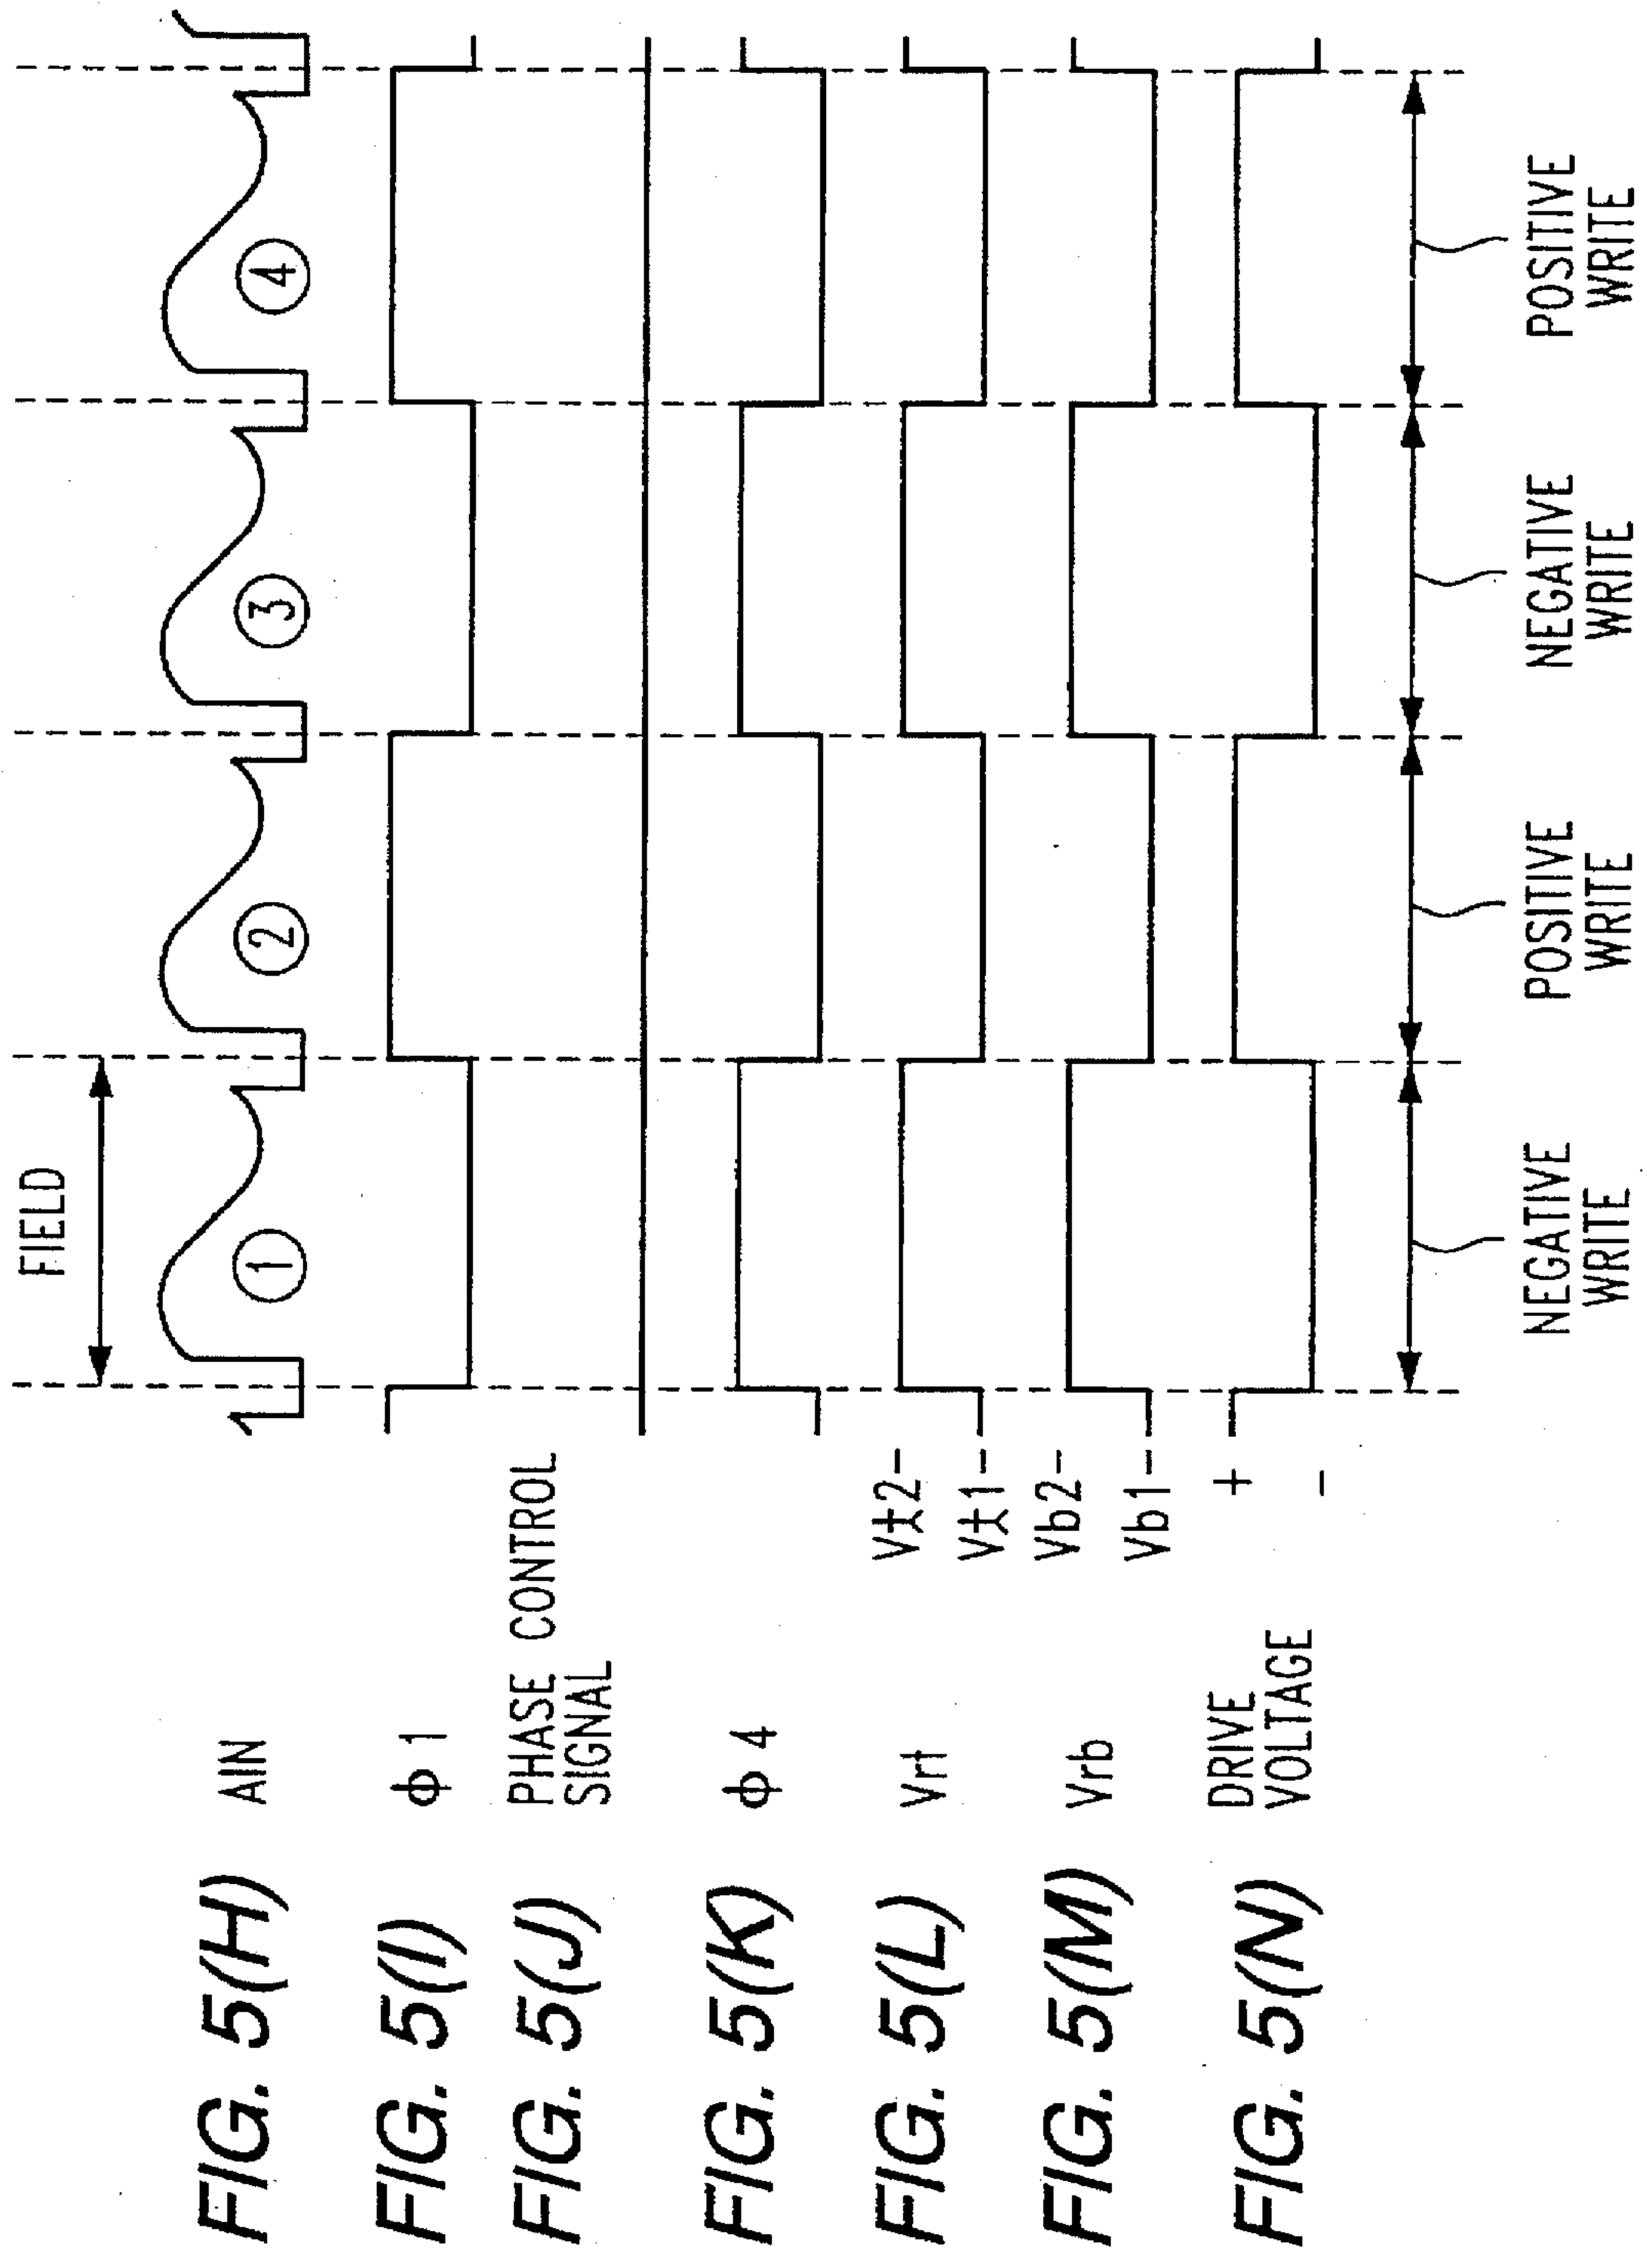 FIELD
FIG. 5(H) AIN ① ② ③ ④
FIG. 5(I) φ1
FIG. 5(J) PHASE CONTROL
SIGNAL
FIG. 5(K) φ4
FIG. 5(L) Vrt
Vt2
Vt1
FIG. 5(M) Vrb
Vb2
Vb1
FIG. 5(N) DRIVE
VOLTAGE
+
-
NEGATIVE
WRITE
POSITIVE
WRITE
NEGATIVE
WRITE
POSITIVE
WRITE